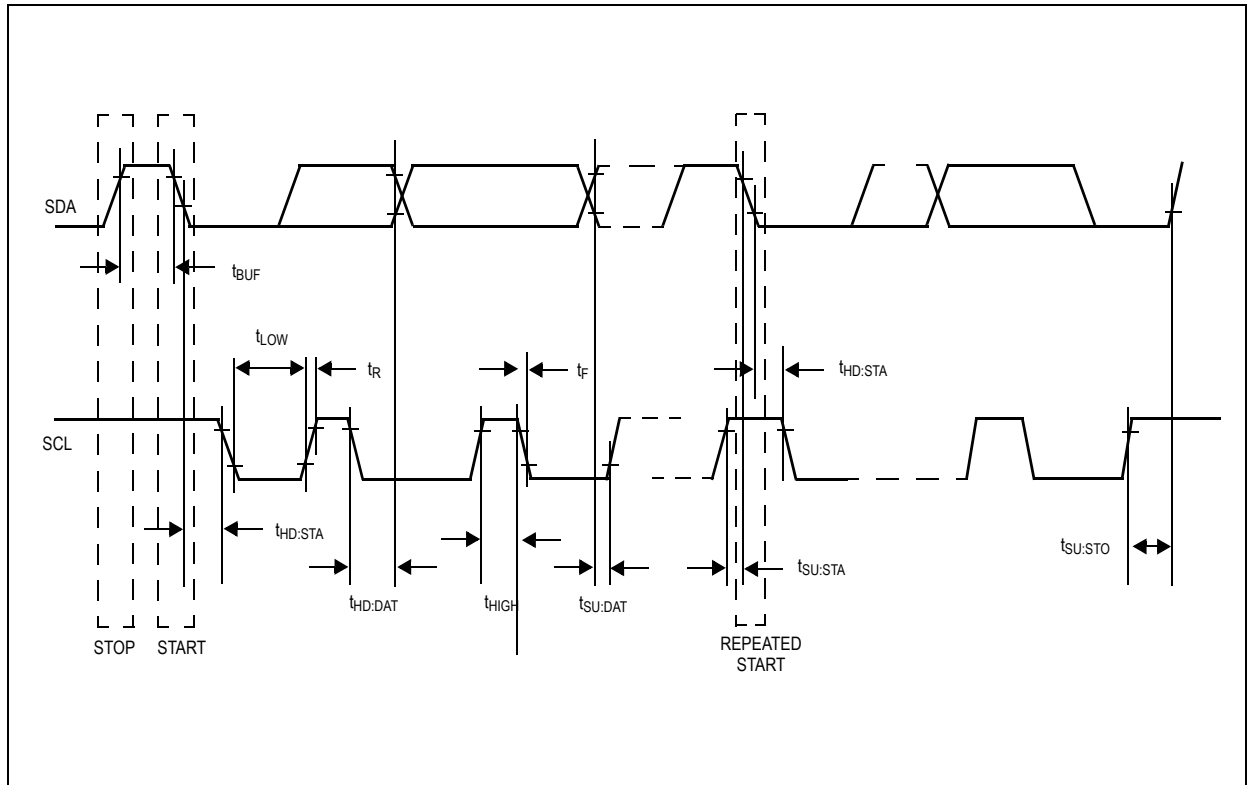 SDA
tBUF
tLOW
tR
tF
tHD:STA
SCL
tHD:STA
tHD:DAT
tHIGH
tSU:DAT
tSU:STA
tSU:STO
STOP
START
REPEATED
START